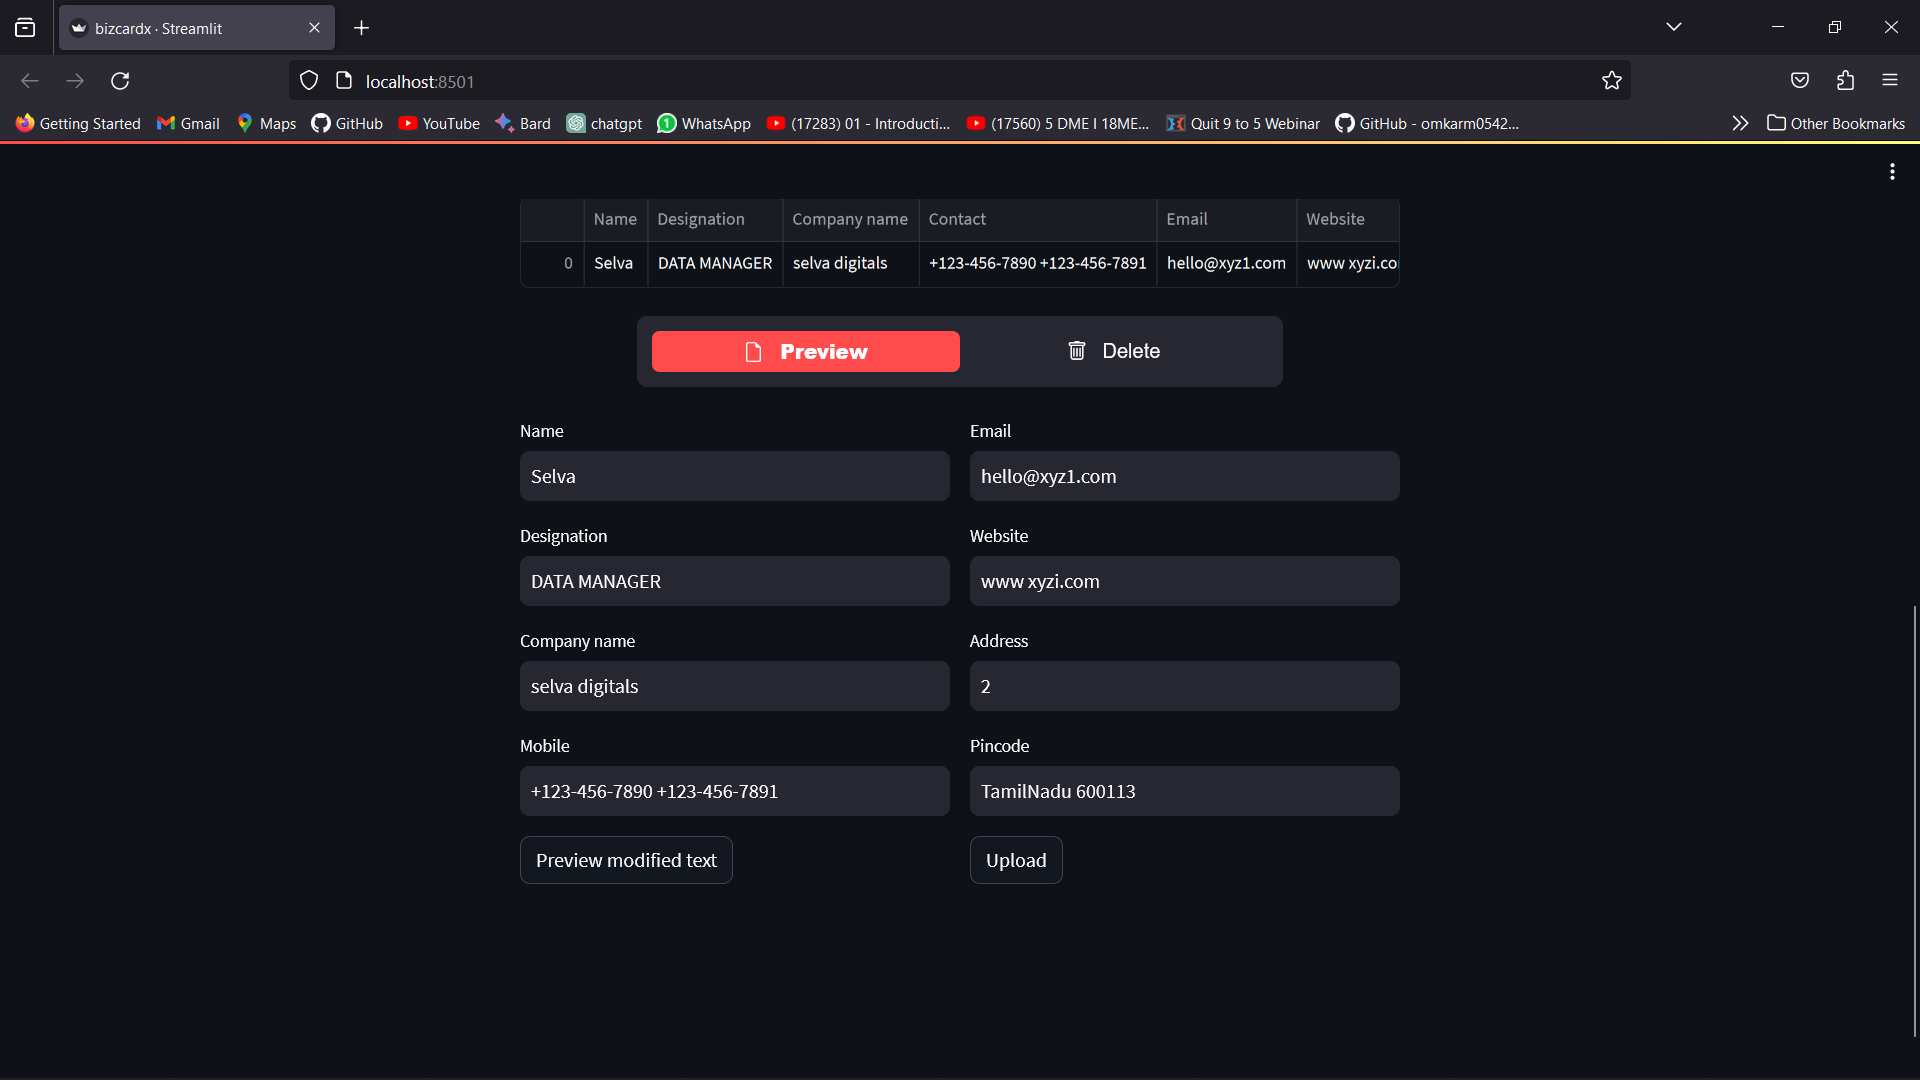 bizcardx · Streamlit
localhost:8501
Getting Started Gmail Maps GitHub YouTube Bard chatgpt 1 WhatsApp (17283) 01 - Introducti... (17560) 5 DME I 18ME... Quit 9 to 5 Webinar GitHub - omkarm0542... Other Bookmarks
Name Designation Company name Contact Email Website
0 Selva DATA MANAGER selva digitals +123-456-7890 +123-456-7891 hello@xyz1.com www xyzi.co
Preview Delete
Name Email
Selva hello@xyz1.com
Designation Website
DATA MANAGER www xyzi.com
Company name Address
selva digitals 2
Mobile Pincode
+123-456-7890 +123-456-7891 TamilNadu 600113
Preview modified text Upload